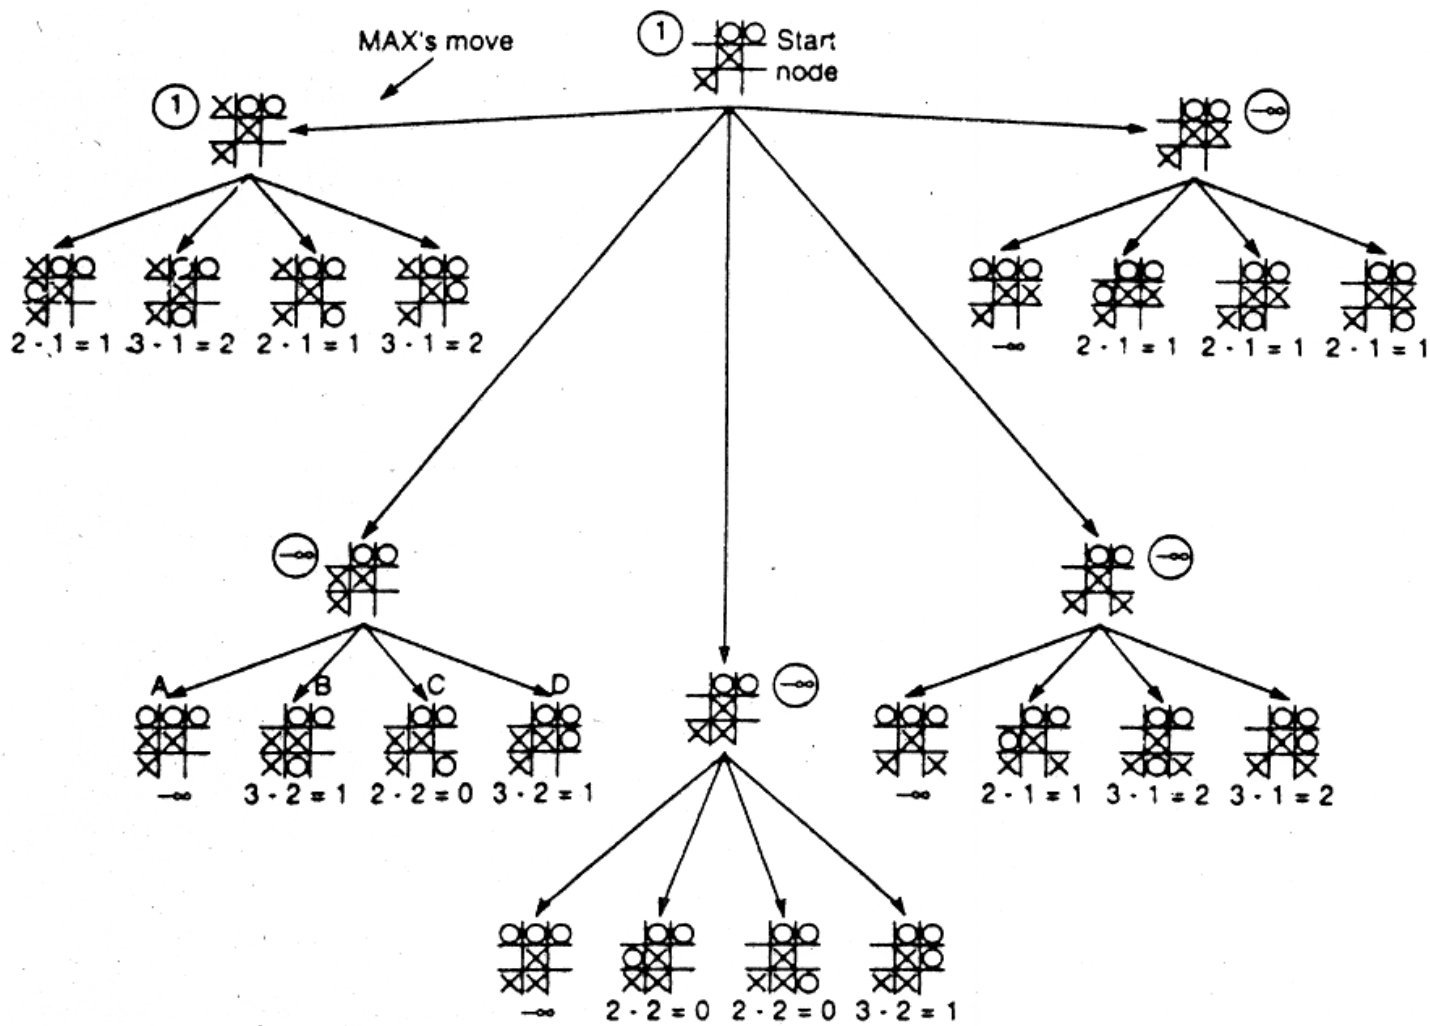 MAX's move
1
Start
node
1
−∞
2 - 1 = 1
3 - 1 = 2
2 - 1 = 1
3 - 1 = 2
−∞
2 - 1 = 1
2 - 1 = 1
2 - 1 = 1
−∞
−∞
A
B
C
D
−∞
−∞
3 - 2 = 1
2 - 2 = 0
3 - 2 = 1
−∞
2 - 1 = 1
3 - 1 = 2
3 - 1 = 2
−∞
2 - 2 = 0
2 - 2 = 0
3 - 2 = 1